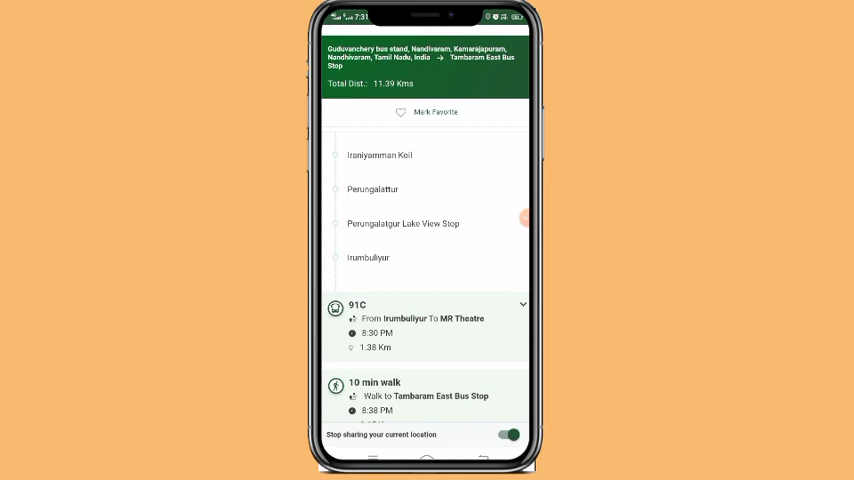 7:31
Guduvanchery bus stand, Nandivaram, Kamarajapuram,
Nandhivaram, Tamil Nadu, India → Tambaram East Bus
Stop
Total Dist.: 11.39 Kms
Mark Favorite
Iraniyamman Koil
Perungalattur
Perungalatgur Lake View Stop
Irumbuliyur
91C
From Irumbuliyur To MR Theatre
8:30 PM
1.38 Km
10 min walk
Walk to Tambaram East Bus Stop
8:38 PM
Stop sharing your current location